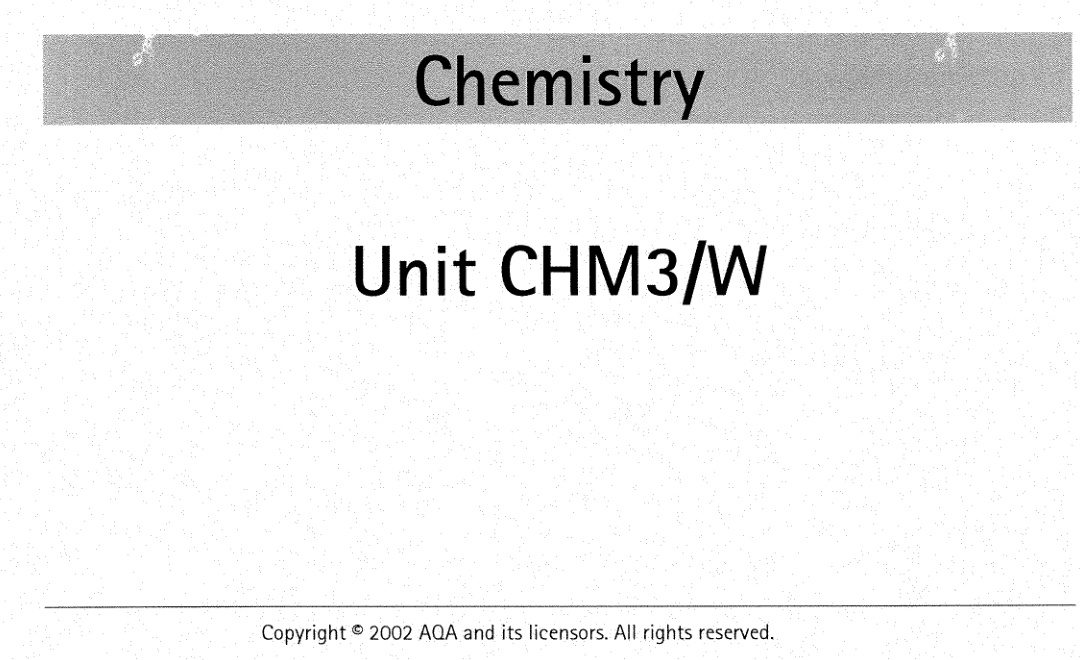 Chemistry
Unit CHM3/W
Copyright © 2002 AQA and its licensors. All rights reserved.